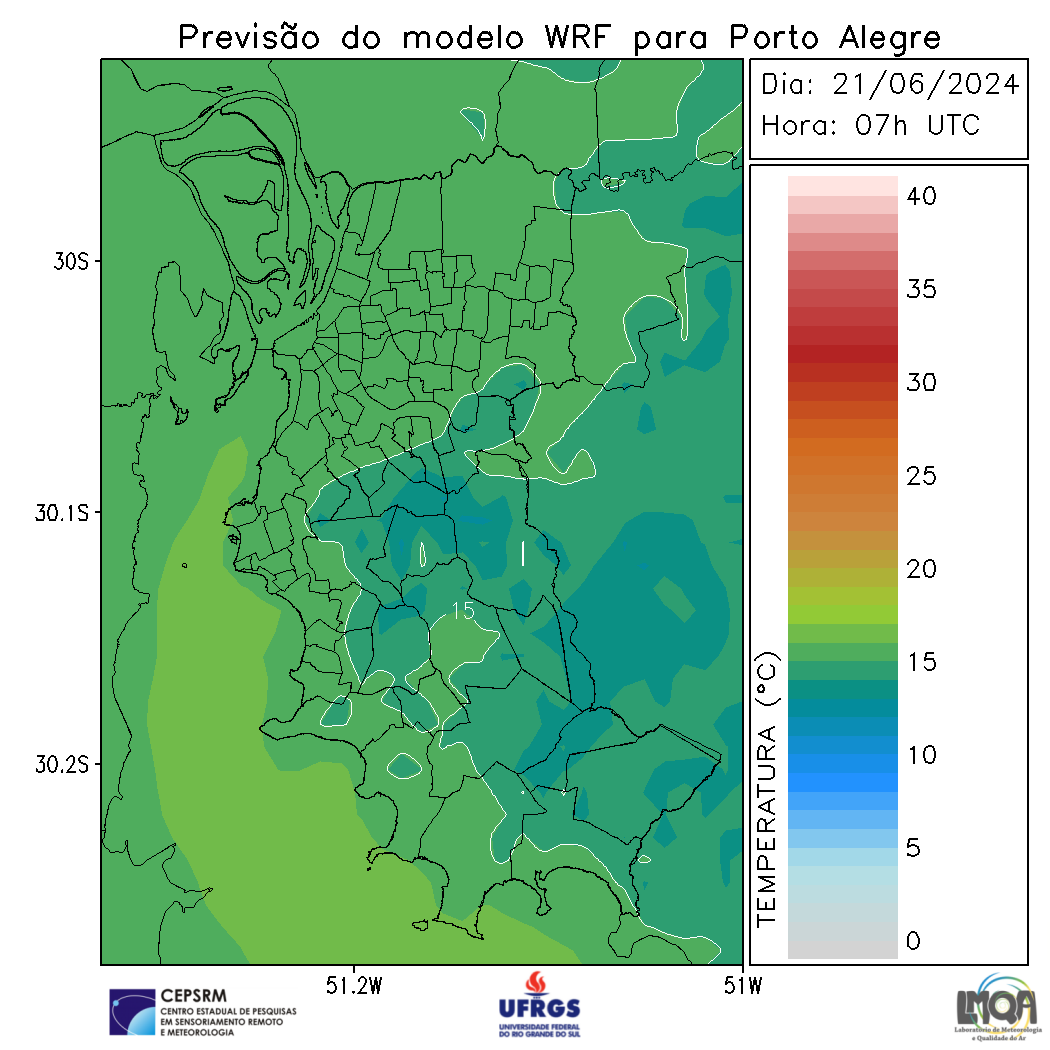 Previsão do modelo WRF para Porto Alegre
Dia: 21/06/2024
Hora: 07h UTC
40
35
30
25
20
15
10
5
0
TEMPERATURA (°C)
30S
30.1S
30.2S
15
51.2W
51W
CEPSRM
CENTRO ESTADUAL DE PESQUISAS
EM SENSORIAMENTO REMOTO
E METEOROLOGIA
UFRGS
UNIVERSIDADE FEDERAL
DO RIO GRANDE DO SUL
LMQA
Laboratório de Meteorologia
e Qualidade do Ar